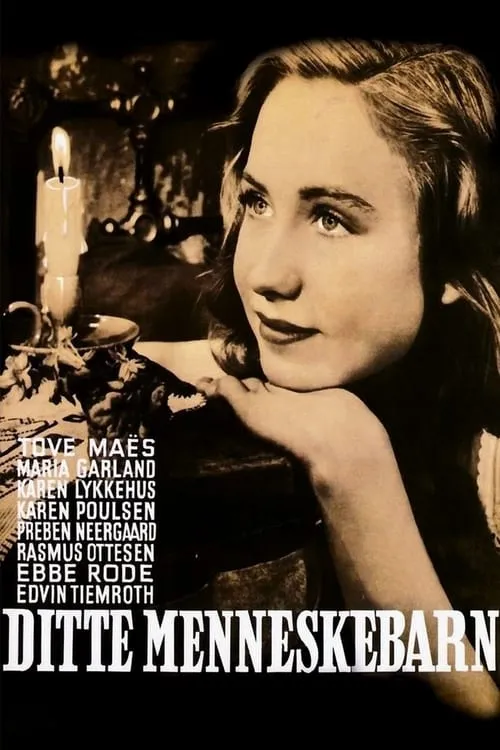 TOVE MAËS
MARIA GARLAND
KAREN LYKKEHUS
KAREN POULSEN
PREBEN NEERGAARD
RASMUS OTTESEN
EBBE RODE
EDVIN TIEMROTH
DITTE MENNESKEBARN